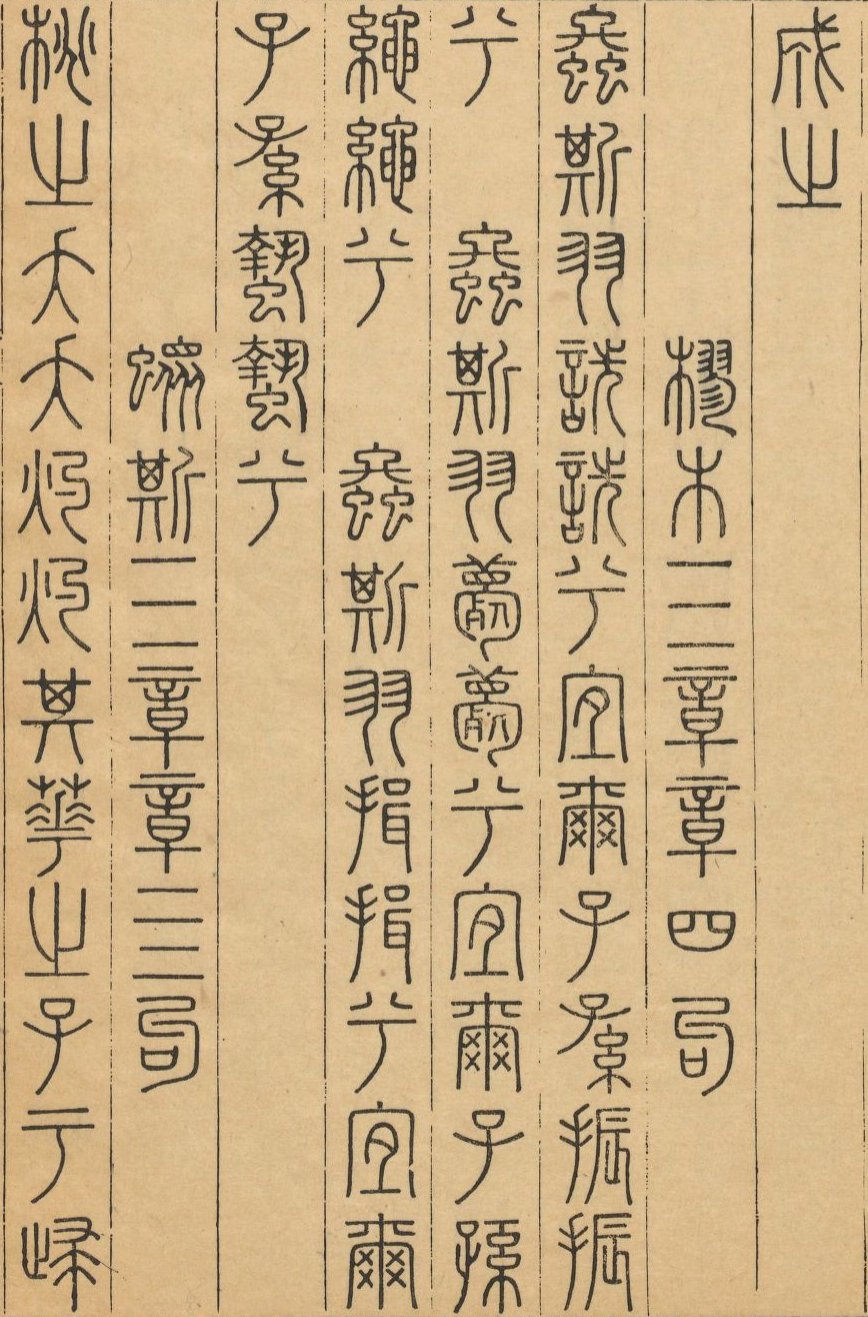 成之
樛木三章章四句
螽斯羽詵詵兮宜爾子孫振振
兮　螽斯羽薨薨兮宜爾子孫
繩繩兮　螽斯羽揖揖兮宜爾
子孫蟄蟄兮
螽斯三章章四句
桃之夭夭灼灼其華之子于歸